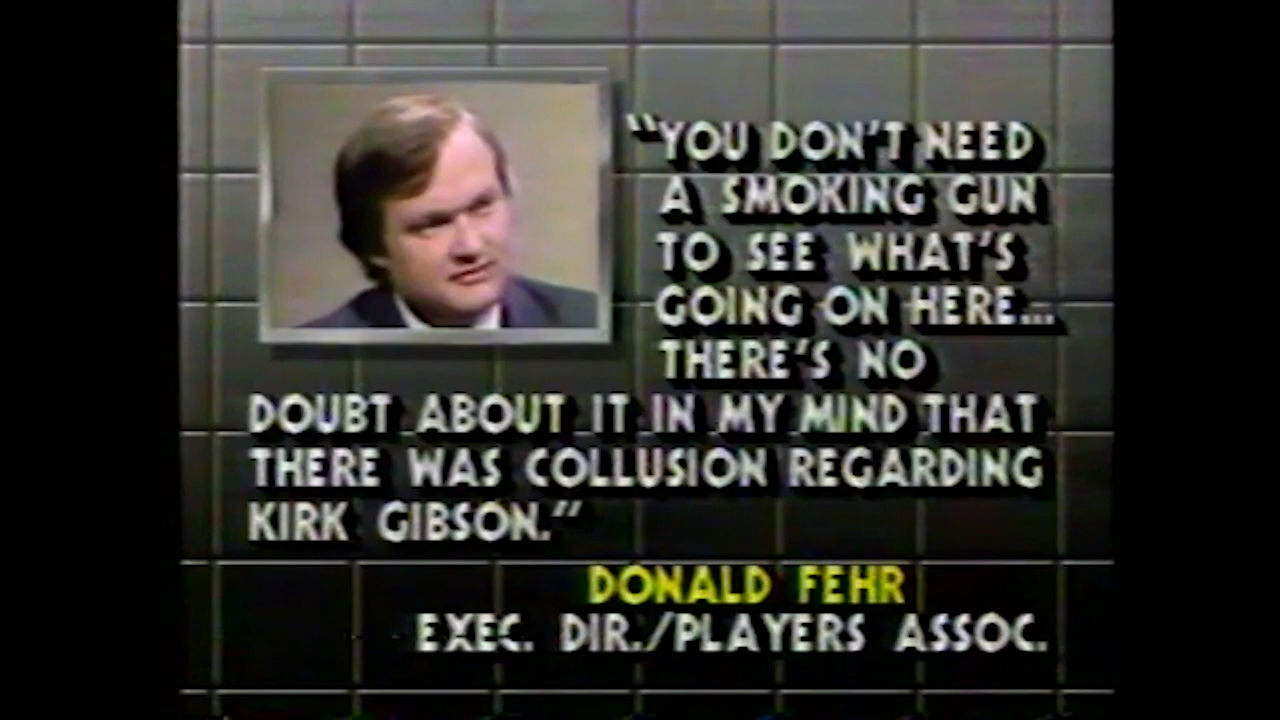 “YOU DON'T NEED
A SMOKING GUN
TO SEE WHAT'S
GOING ON HERE...
THERE'S NO
DOUBT ABOUT IT IN MY MIND THAT
THERE WAS COLLUSION REGARDING
KIRK GIBSON.”
DONALD FEHR
EXEC. DIR./PLAYERS ASSOC.